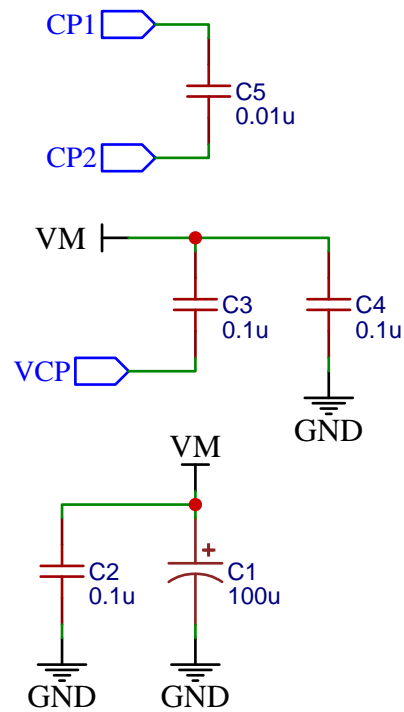 CP1
C5
0.01u
CP2
VM
C3
0.1u
C4
0.1u
VCP
GND
VM
+
C2
0.1u
C1
100u
GND
GND